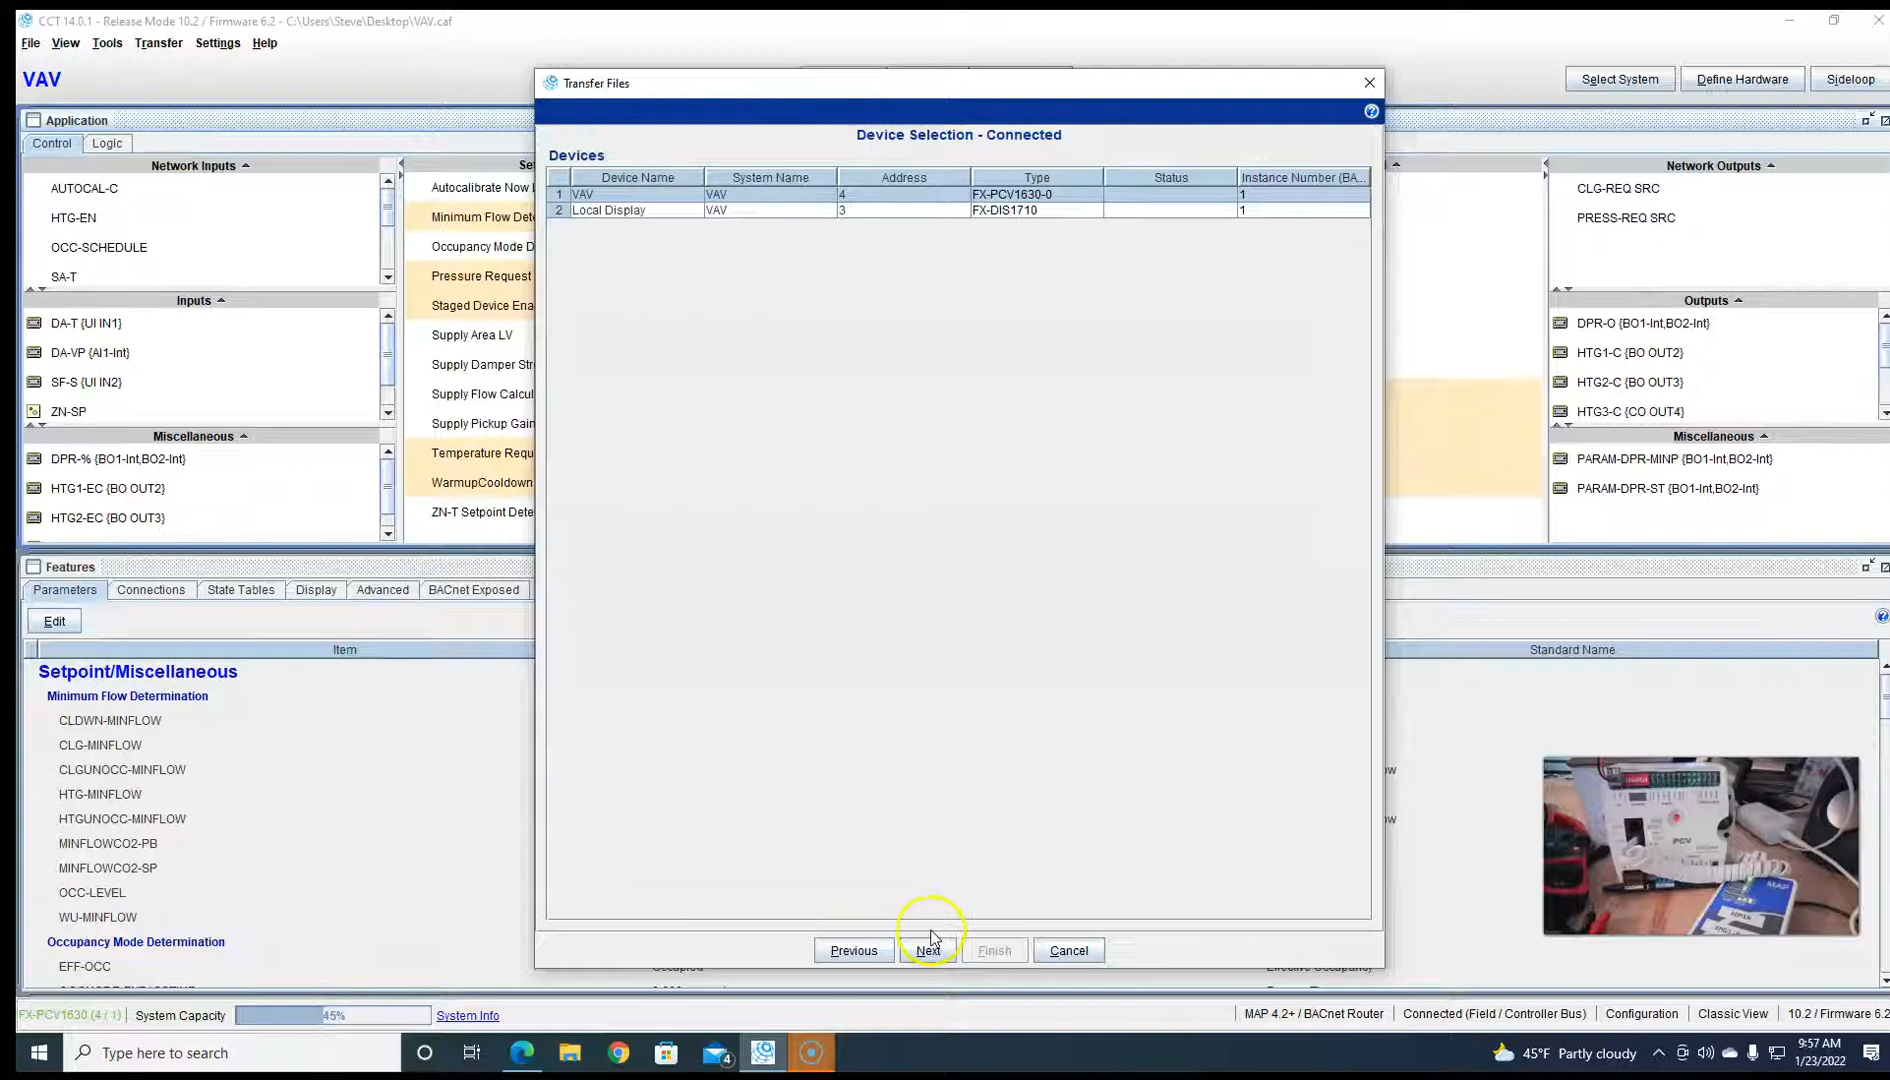 CCT 14.0.1 - Release Mode 10.2 / Firmware 6.2 - C:\Users\Steve\Desktop\VAV.caf
File View Tools Transfer Settings Help
VAV
Select System
Define Hardware
Sideloop
Application
Control
Logic
Network Inputs
AUTOCAL-C
HTG-EN
OCC-SCHEDULE
SA-T
Inputs
DA-T {UI IN1}
DA-VP {AI1-Int}
SF-S {UI IN2}
ZN-SP
Miscellaneous
DPR-% {BO1-Int,BO2-Int}
HTG1-EC {BO OUT2}
HTG2-EC {BO OUT3}
Autocalibrate Now
Minimum Flow Dete
Occupancy Mode D
Pressure Request
Staged Device Ena
Supply Area LV
Supply Damper Str
Supply Flow Calcul
Supply Pickup Gain
Temperature Requ
WarmupCooldown
ZN-T Setpoint Dete
Transfer Files
Device Selection - Connected
Devices
Device Name System Name Address Type Status Instance Number (BA...
1 VAV VAV 4 FX-PCV1630-0 1
2 Local Display VAV 3 FX-DIS1710 1
Previous
Next
Finish
Cancel
Network Outputs
CLG-REQ SRC
PRESS-REQ SRC
Outputs
DPR-O {BO1-Int,BO2-Int}
HTG1-C {BO OUT2}
HTG2-C {BO OUT3}
HTG3-C {CO OUT4}
Miscellaneous
PARAM-DPR-MINP {BO1-Int,BO2-Int}
PARAM-DPR-ST {BO1-Int,BO2-Int}
Features
Parameters
Connections
State Tables
Display
Advanced
BACnet Exposed
Edit
Item
Standard Name
Setpoint/Miscellaneous
Minimum Flow Determination
CLDWN-MINFLOW
CLG-MINFLOW
CLGUNOCC-MINFLOW
HTG-MINFLOW
HTGUNOCC-MINFLOW
MINFLOWCO2-PB
MINFLOWCO2-SP
OCC-LEVEL
WU-MINFLOW
Occupancy Mode Determination
EFF-OCC
PCV
MAP
ADMIN
FX-PCV1630 (4 / 1)
System Capacity
45%
System Info
MAP 4.2+ / BACnet Router
Connected (Field / Controller Bus)
Configuration
Classic View
10.2 / Firmware 6.2
Type here to search
4
45°F Partly cloudy
9:57 AM
1/23/2022